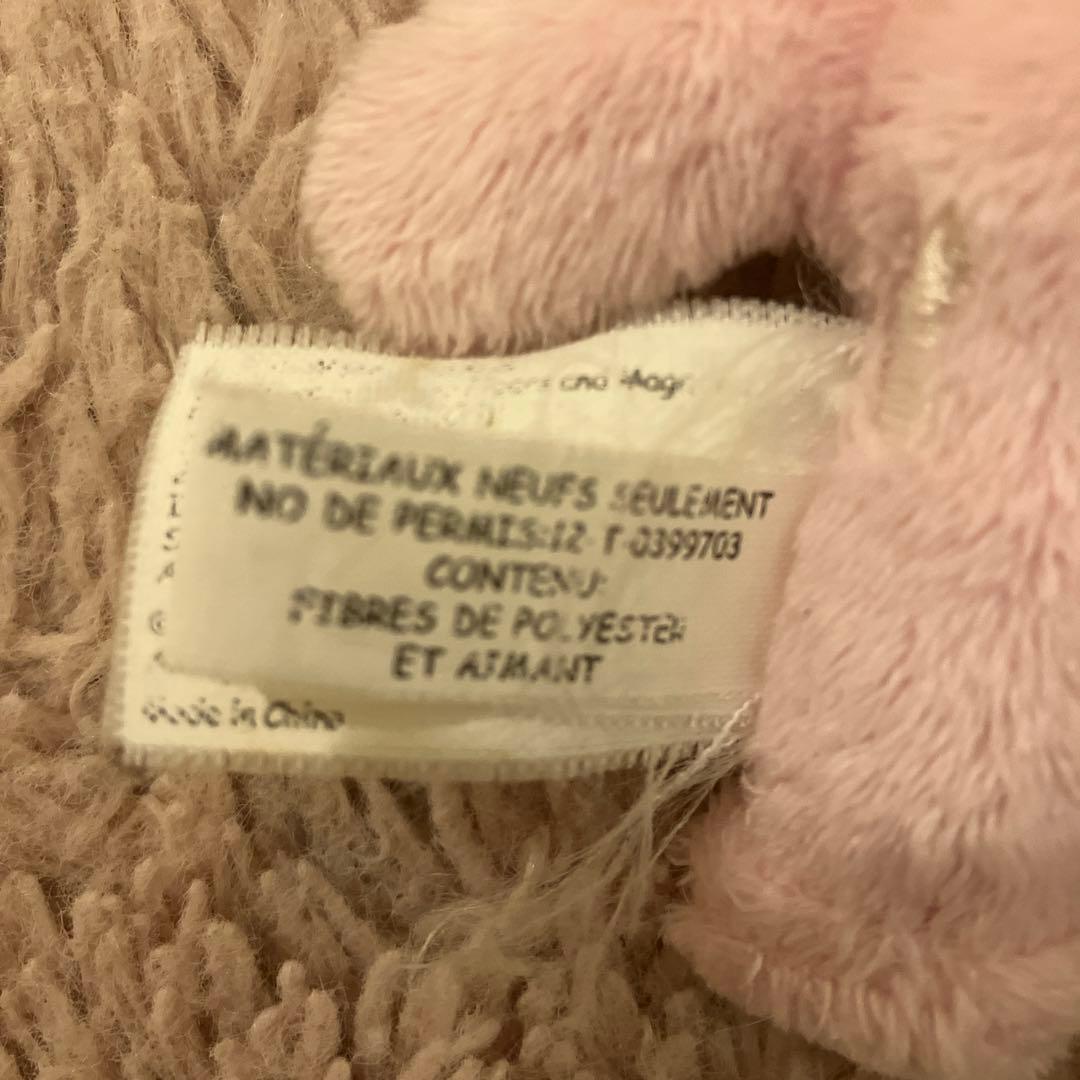 MATÉRIAUX NEUFS SEULEMENT
NO DE PERMIS:12-T-0399703
CONTENU:
FIBRES DE POLYESTER
ET AIMANT
Made in China